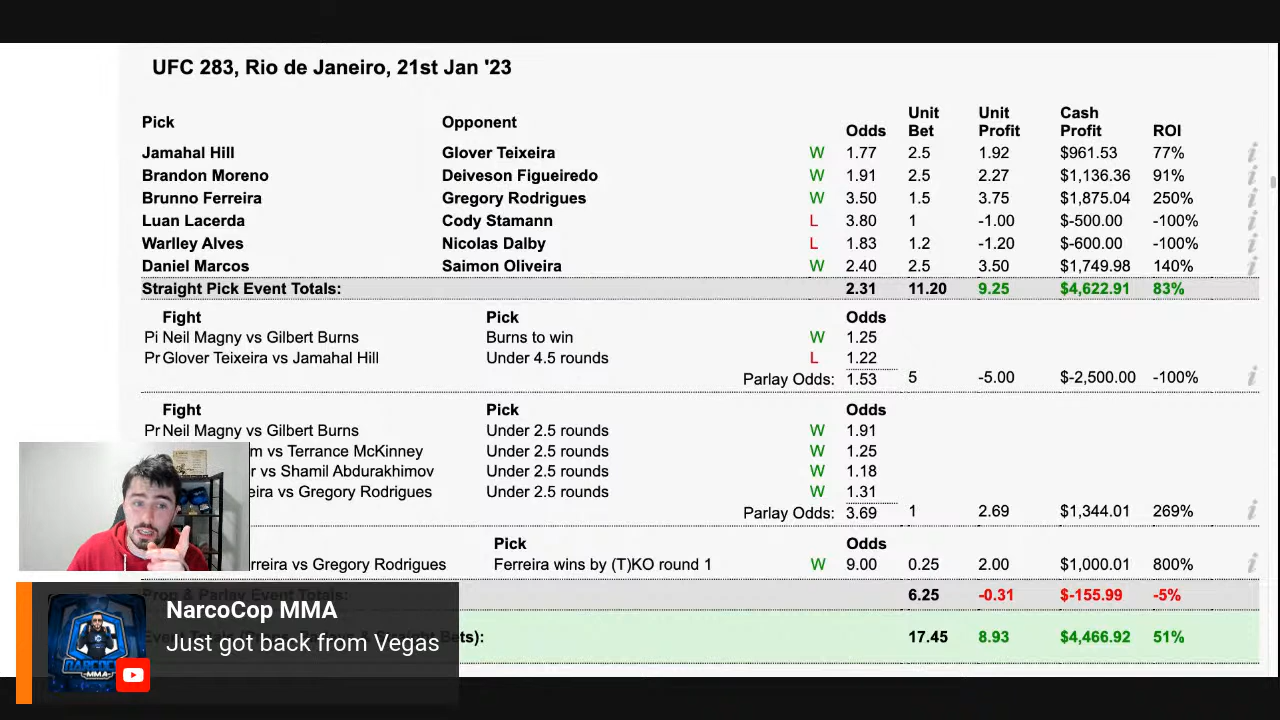 UFC 283, Rio de Janeiro, 21st Jan '23
Pick Opponent Odds Unit Bet Unit Profit Cash Profit ROI
Jamahal Hill Glover Teixeira W 1.77 2.5 1.92 $961.53 77%
Brandon Moreno Deiveson Figueiredo W 1.91 2.5 2.27 $1,136.36 91%
Brunno Ferreira Gregory Rodrigues W 3.50 1.5 3.75 $1,875.04 250%
Luan Lacerda Cody Stamann L 3.80 1 -1.00 $-500.00 -100%
Warlley Alves Nicolas Dalby L 1.83 1.2 -1.20 $-600.00 -100%
Daniel Marcos Saimon Oliveira W 2.40 2.5 3.50 $1,749.98 140%
Straight Pick Event Totals: 2.31 11.20 9.25 $4,622.91 83%
Fight Pick Odds
Pi Neil Magny vs Gilbert Burns Burns to win W 1.25
Pr Glover Teixeira vs Jamahal Hill Under 4.5 rounds L 1.22
Parlay Odds: 1.53 5 -5.00 $-2,500.00 -100%
Fight Pick Odds
Pr Neil Magny vs Gilbert Burns Under 2.5 rounds W 1.91
m vs Terrance McKinney Under 2.5 rounds W 1.25
r vs Shamil Abdurakhimov Under 2.5 rounds W 1.18
eira vs Gregory Rodrigues Under 2.5 rounds W 1.31
Parlay Odds: 3.69 1 2.69 $1,344.01 269%
Pick Odds
rreira vs Gregory Rodrigues Ferreira wins by (T)KO round 1 W 9.00 0.25 2.00 $1,000.01 800%
Prop & Parlay Event Totals: 6.25 -0.31 $-155.99 -5%
ets): 17.45 8.93 $4,466.92 51%
NarcoCop MMA
Just got back from Vegas
NARCOCOP
MMA